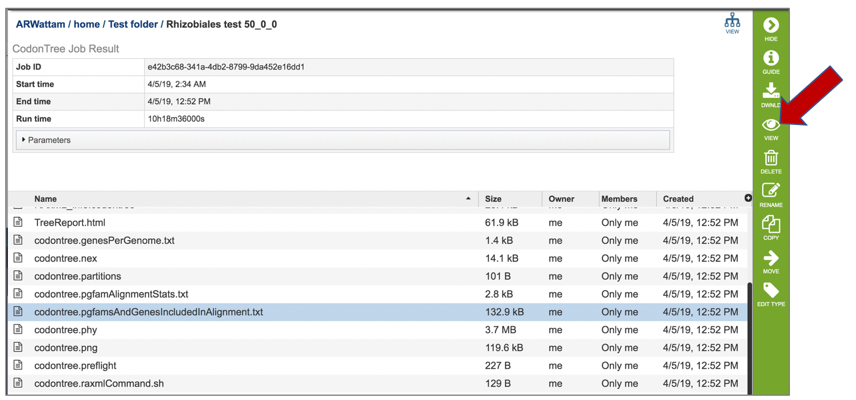 ARWattam / home / Test folder / Rhizobiales test 50_0_0
VIEW
CodonTree Job Result
Job ID e42b3c68-341a-4db2-8799-9da452e16dd1
Start time 4/5/19, 2:34 AM
End time 4/5/19, 12:52 PM
Run time 10h18m36000s
Parameters
HIDE
GUIDE
DWNLD
VIEW
DELETE
RENAME
COPY
MOVE
EDIT TYPE
Name Size Owner Members Created
TreeReport.html 61.9 kB me Only me 4/5/19, 12:52 PM
codontree.genesPerGenome.txt 1.4 kB me Only me 4/5/19, 12:52 PM
codontree.nex 14.1 kB me Only me 4/5/19, 12:52 PM
codontree.partitions 101 B me Only me 4/5/19, 12:52 PM
codontree.pgfamAlignmentStats.txt 2.8 kB me Only me 4/5/19, 12:52 PM
codontree.pgfamsAndGenesIncludedInAlignment.txt 132.9 kB me Only me 4/5/19, 12:52 PM
codontree.phy 3.7 MB me Only me 4/5/19, 12:52 PM
codontree.png 119.6 kB me Only me 4/5/19, 12:52 PM
codontree.preflight 227 B me Only me 4/5/19, 12:52 PM
codontree.raxmlCommand.sh 129 B me Only me 4/5/19, 12:52 PM